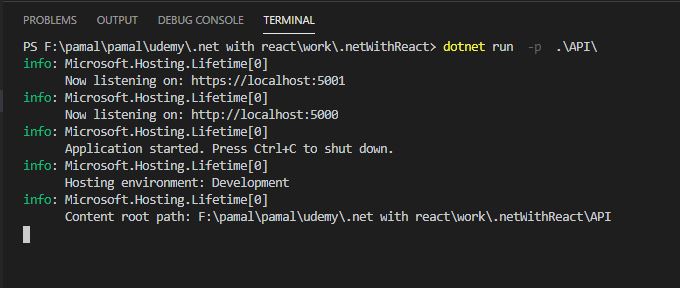 PROBLEMS OUTPUT DEBUG CONSOLE TERMINAL
PS F:\pamal\pamal\udemy\.net with react\work\.netWithReact> dotnet run -p .\API\
info: Microsoft.Hosting.Lifetime[0]
Now listening on: https://localhost:5001
info: Microsoft.Hosting.Lifetime[0]
Now listening on: http://localhost:5000
info: Microsoft.Hosting.Lifetime[0]
Application started. Press Ctrl+C to shut down.
info: Microsoft.Hosting.Lifetime[0]
Hosting environment: Development
info: Microsoft.Hosting.Lifetime[0]
Content root path: F:\pamal\pamal\udemy\.net with react\work\.netWithReact\API